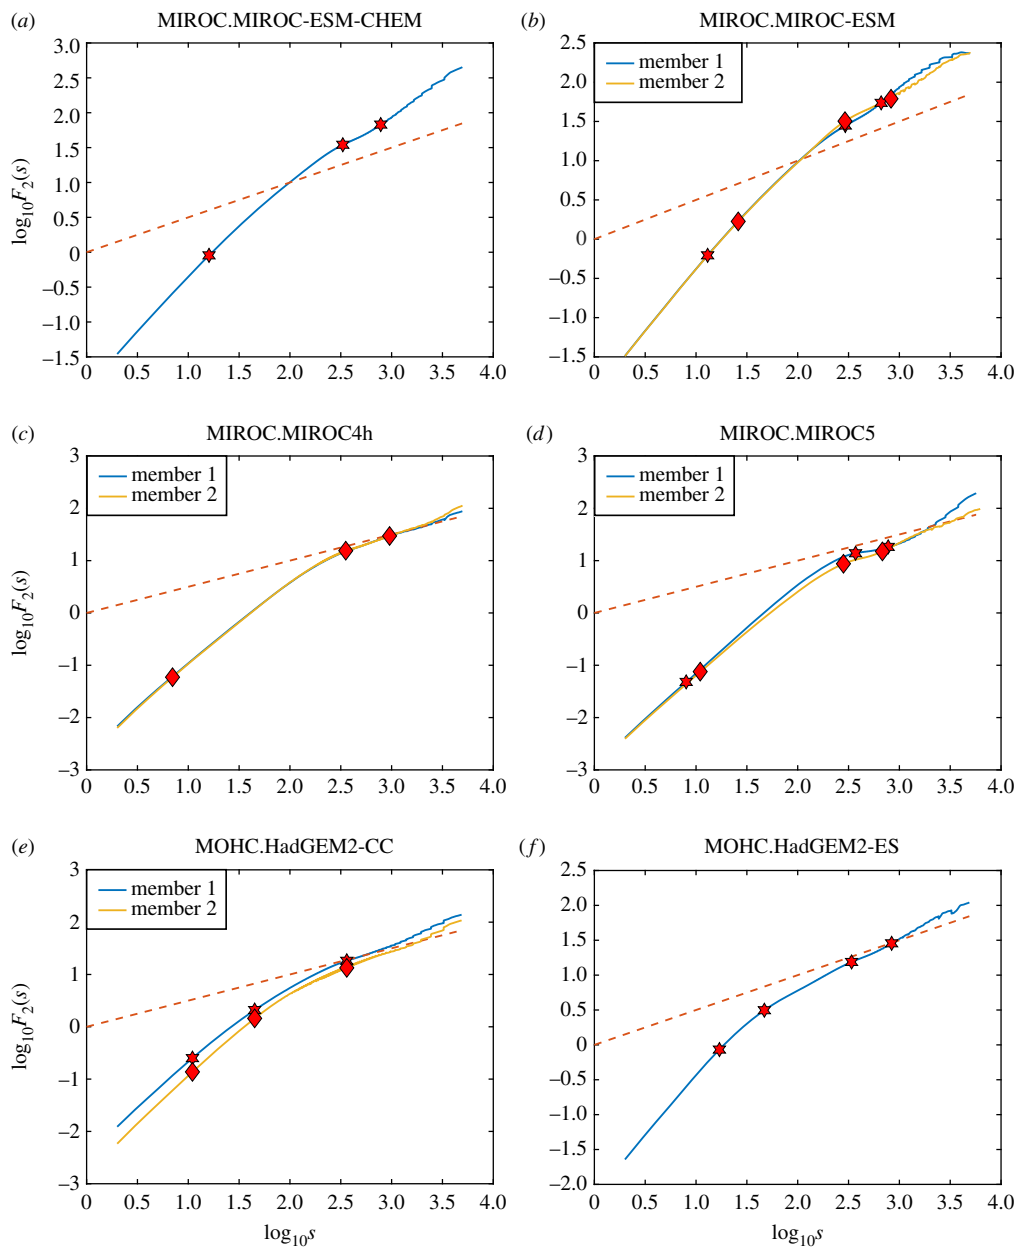 (a) MIROC.MIROC-ESM-CHEM
3.0
2.5
2.0
1.5
1.0
0.5
0
−0.5
−1.0
−1.5
log10F2(s)
0 0.5 1.0 1.5 2.0 2.5 3.0 3.5 4.0
(b) MIROC.MIROC-ESM
member 1
member 2
2.5
2.0
1.5
1.0
0.5
0
−0.5
−1.0
−1.5
0 0.5 1.0 1.5 2.0 2.5 3.0 3.5 4.0
(c) MIROC.MIROC4h
member 1
member 2
3
2
1
0
−1
−2
−3
log10F2(s)
0 0.5 1.0 1.5 2.0 2.5 3.0 3.5 4.0
(d) MIROC.MIROC5
member 1
member 2
3
2
1
0
−1
−2
−3
0 0.5 1.0 1.5 2.0 2.5 3.0 3.5 4.0
(e) MOHC.HadGEM2-CC
member 1
member 2
3
2
1
0
−1
−2
−3
log10F2(s)
0 0.5 1.0 1.5 2.0 2.5 3.0 3.5 4.0
log10s
(f) MOHC.HadGEM2-ES
2.5
2.0
1.5
1.0
0.5
0
−0.5
−1.0
−1.5
−2.0
0 0.5 1.0 1.5 2.0 2.5 3.0 3.5 4.0
log10s